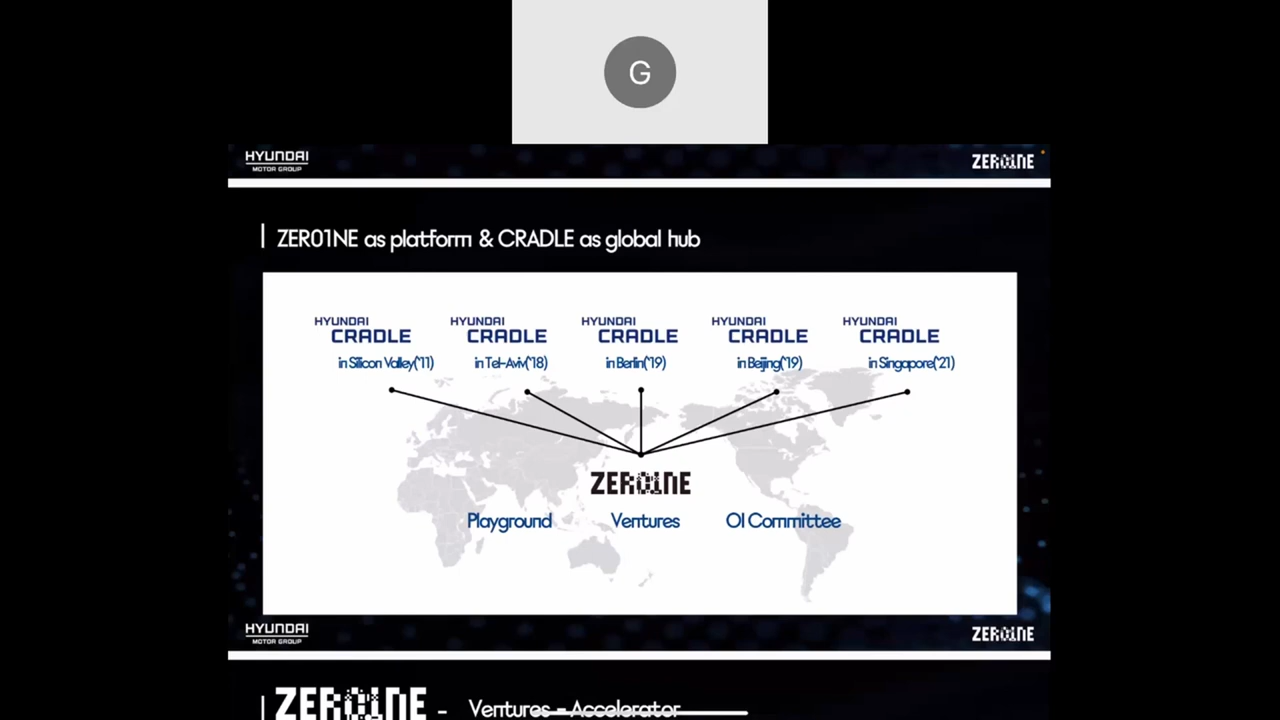 G
HYUNDAI
MOTOR GROUP
ZER01NE
ZER01NE as platform & CRADLE as global hub
HYUNDAI HYUNDAI HYUNDAI HYUNDAI HYUNDAI
CRADLE CRADLE CRADLE CRADLE CRADLE
in Silicon Valley('11) in Tel-Aviv('18) in Berlin('19) in Beijing('19) in Singapore('21)
ZER01NE
Playground Ventures OI Committee
HYUNDAI
MOTOR GROUP
ZER01NE
ZER01NE - Ventures - Accelerator